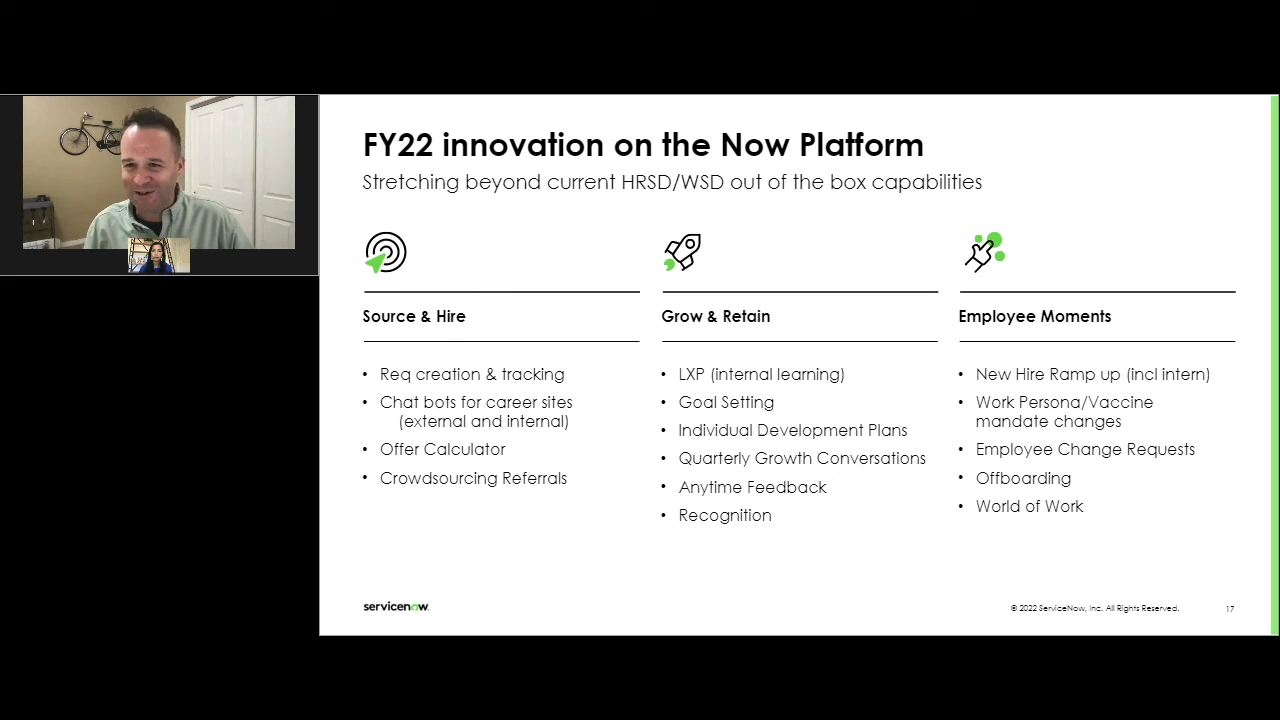 FY22 innovation on the Now Platform
Stretching beyond current HRSD/WSD out of the box capabilities
Source & Hire
• Req creation & tracking
• Chat bots for career sites
(external and internal)
• Offer Calculator
• Crowdsourcing Referrals
Grow & Retain
• LXP (internal learning)
• Goal Setting
• Individual Development Plans
• Quarterly Growth Conversations
• Anytime Feedback
• Recognition
Employee Moments
• New Hire Ramp up (incl intern)
• Work Persona/Vaccine
mandate changes
• Employee Change Requests
• Offboarding
• World of Work
servicenow.
© 2022 ServiceNow, Inc. All Rights Reserved.
17